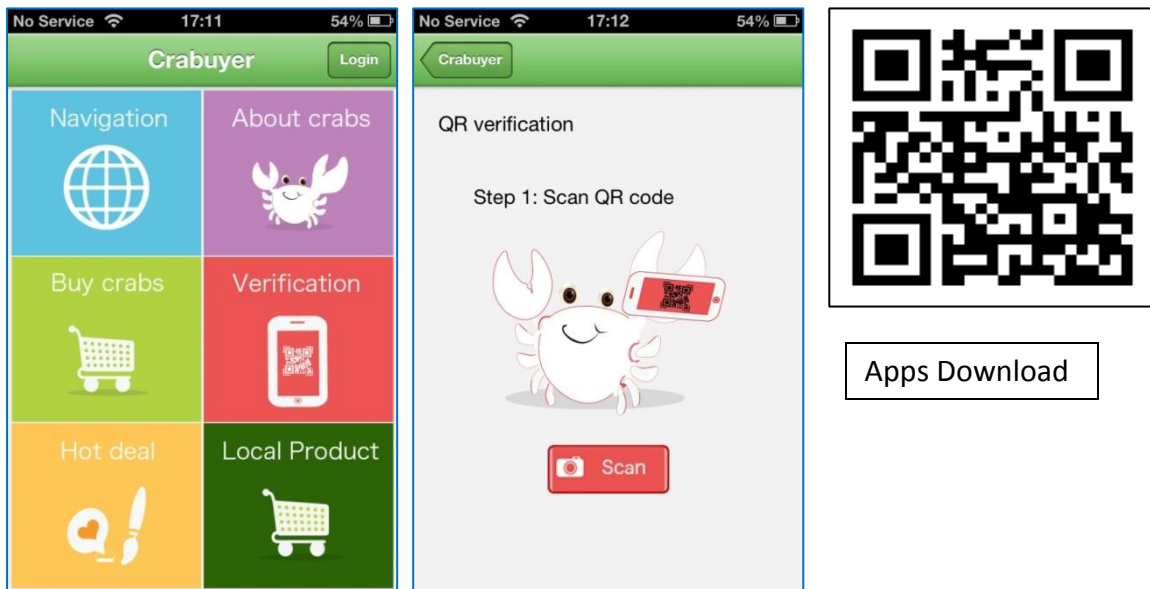 No Service 17:11 54%
Crabuyer Login
Navigation About crabs
Buy crabs Verification
Hot deal Local Product
No Service 17:12 54%
Crabuyer
QR verification
Step 1: Scan QR code
Scan
Apps Download